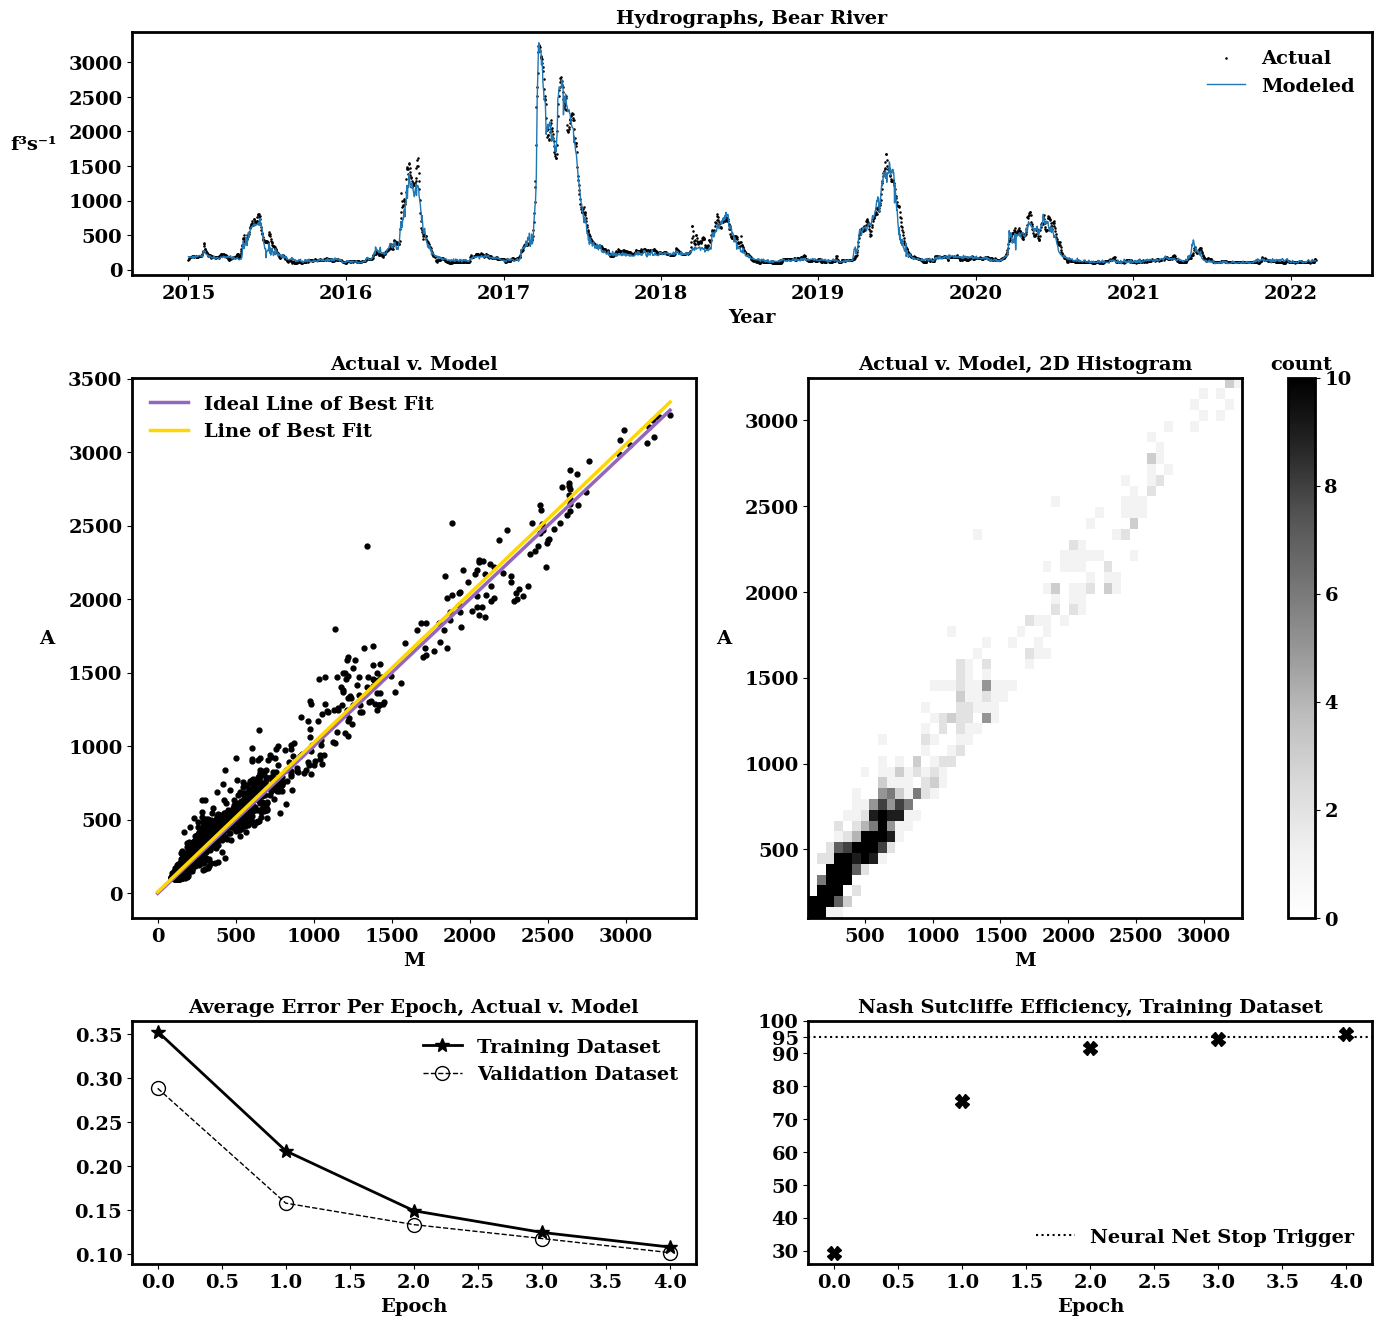 Hydrographs, Bear River
3000
2500
2000
1500
1000
500
0
f³s⁻¹
Actual
Modeled
2015 2016 2017 2018 2019 2020 2021 2022
Year
Actual v. Model
3500
3000
2500
2000
1500
1000
500
0
A
Ideal Line of Best Fit
Line of Best Fit
0 500 1000 1500 2000 2500 3000
M
Actual v. Model, 2D Histogram
3000
2500
2000
1500
1000
500
A
500 1000 1500 2000 2500 3000
M
count
10
8
6
4
2
0
Average Error Per Epoch, Actual v. Model
0.35
0.30
0.25
0.20
0.15
0.10
Training Dataset
Validation Dataset
0.0 0.5 1.0 1.5 2.0 2.5 3.0 3.5 4.0
Epoch
Nash Sutcliffe Efficiency, Training Dataset
100
95
90
80
70
60
50
40
30
Neural Net Stop Trigger
0.0 0.5 1.0 1.5 2.0 2.5 3.0 3.5 4.0
Epoch